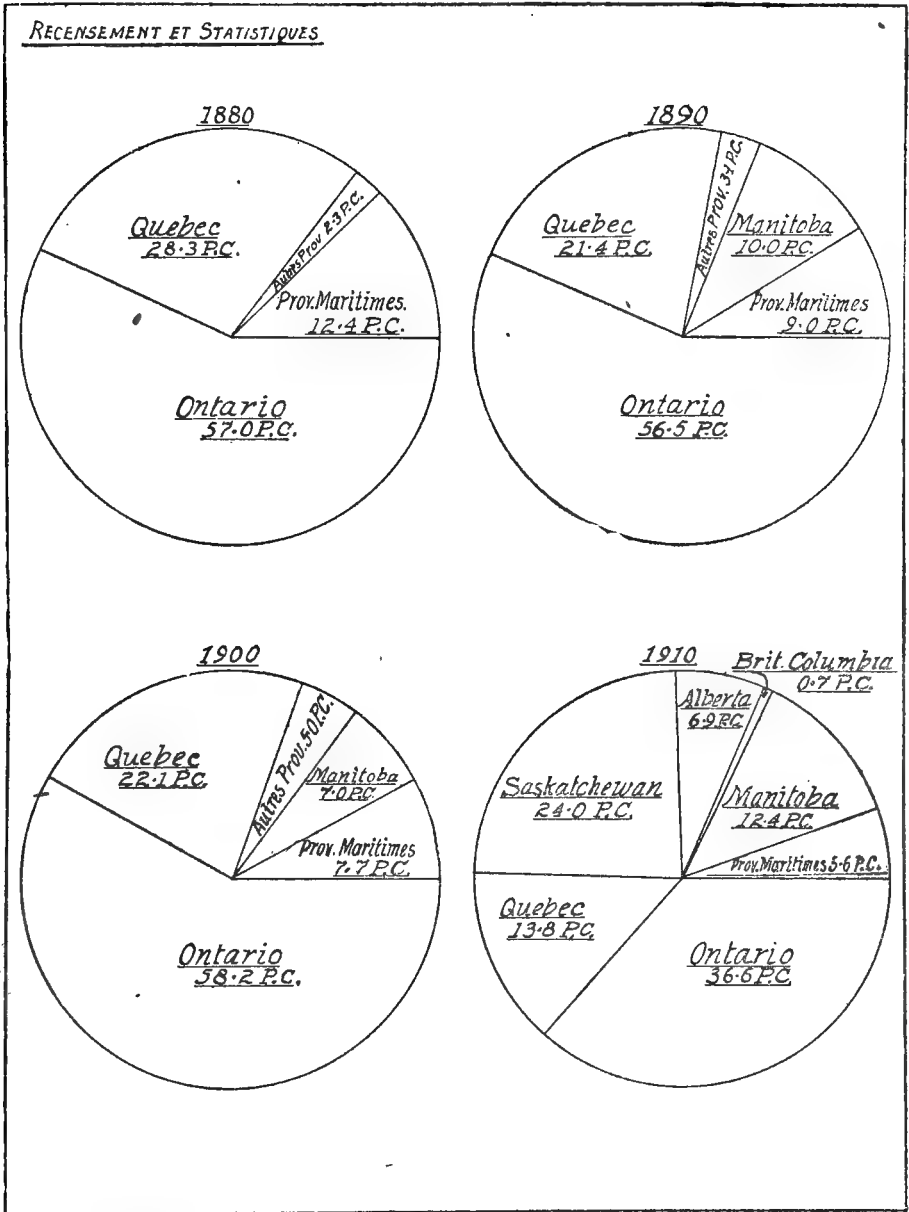 RECENSEMENT ET STATISTIQUES
1880
Quebec
28·3 P.C.
Autres Prov 2·3 P.C.
Prov. Maritimes.
12·4 P.C.
Ontario
57·0 P.C.
1890
Quebec
21·4 P.C.
Autres Prov. 3·1 P.C.
Manitoba
10·0 P.C.
Prov. Maritimes
9·0 P.C.
Ontario
56·5 P.C.
1900
Quebec
22·1 P.C.
Autres Prov. 5·0 P.C.
Manitoba
7·0 P.C.
Prov. Maritimes
7·7 P.C.
Ontario
58·2 P.C.
1910
Brit. Columbia
0·7 P.C.
Alberta
6·9 P.C
Saskatchewan
24·0 P.C.
Manitoba
12·4 P.C
Prov. Maritimes 5·6 P.C.
Quebec
13·8 P.C.
Ontario
36·6 P.C.